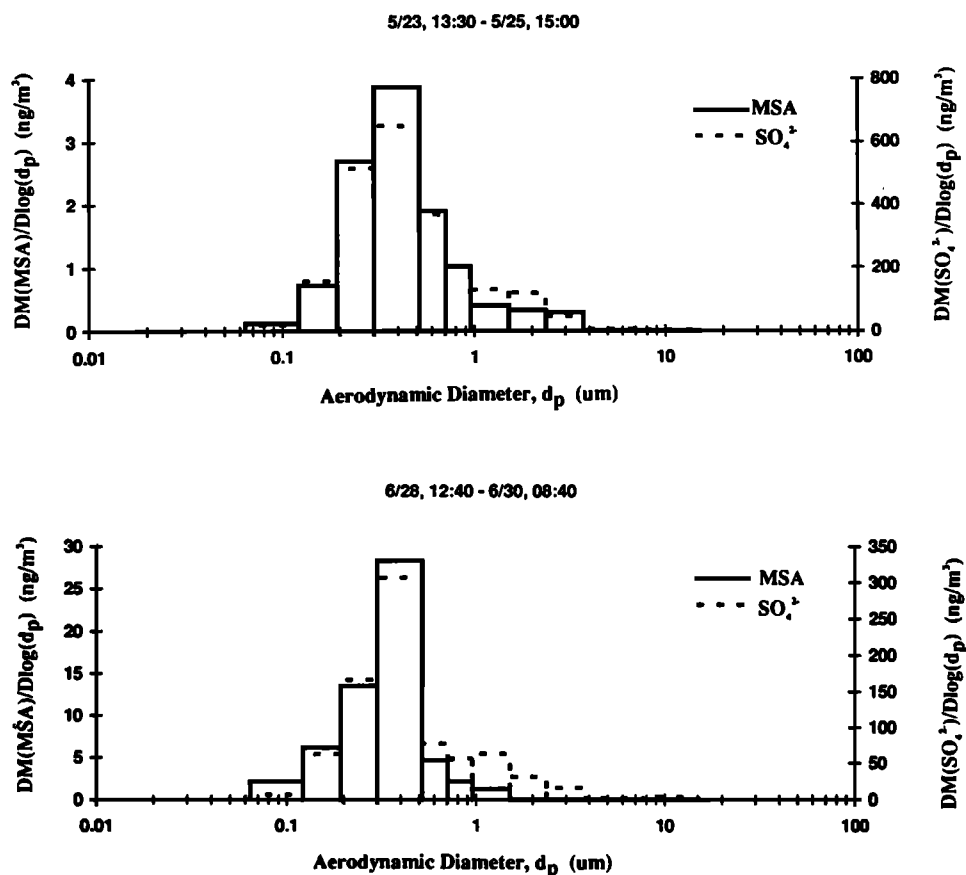 5/23, 13:30 - 5/25, 15:00
DM(MSA)/Dlog(dp) (ng/m³)
4
3
2
1
0
800
600
400
200
0
DM(SO₄²⁻)/Dlog(dp) (ng/m³)
MSA
SO₄²⁻
0.01
0.1
1
10
100
Aerodynamic Diameter, dp (um)
6/28, 12:40 - 6/30, 08:40
DM(MSA)/Dlog(dp) (ng/m³)
30
25
20
15
10
5
0
350
300
250
200
150
100
50
0
DM(SO₄²⁻)/Dlog(dp) (ng/m³)
MSA
SO₄²⁻
0.01
0.1
1
10
100
Aerodynamic Diameter, dp (um)